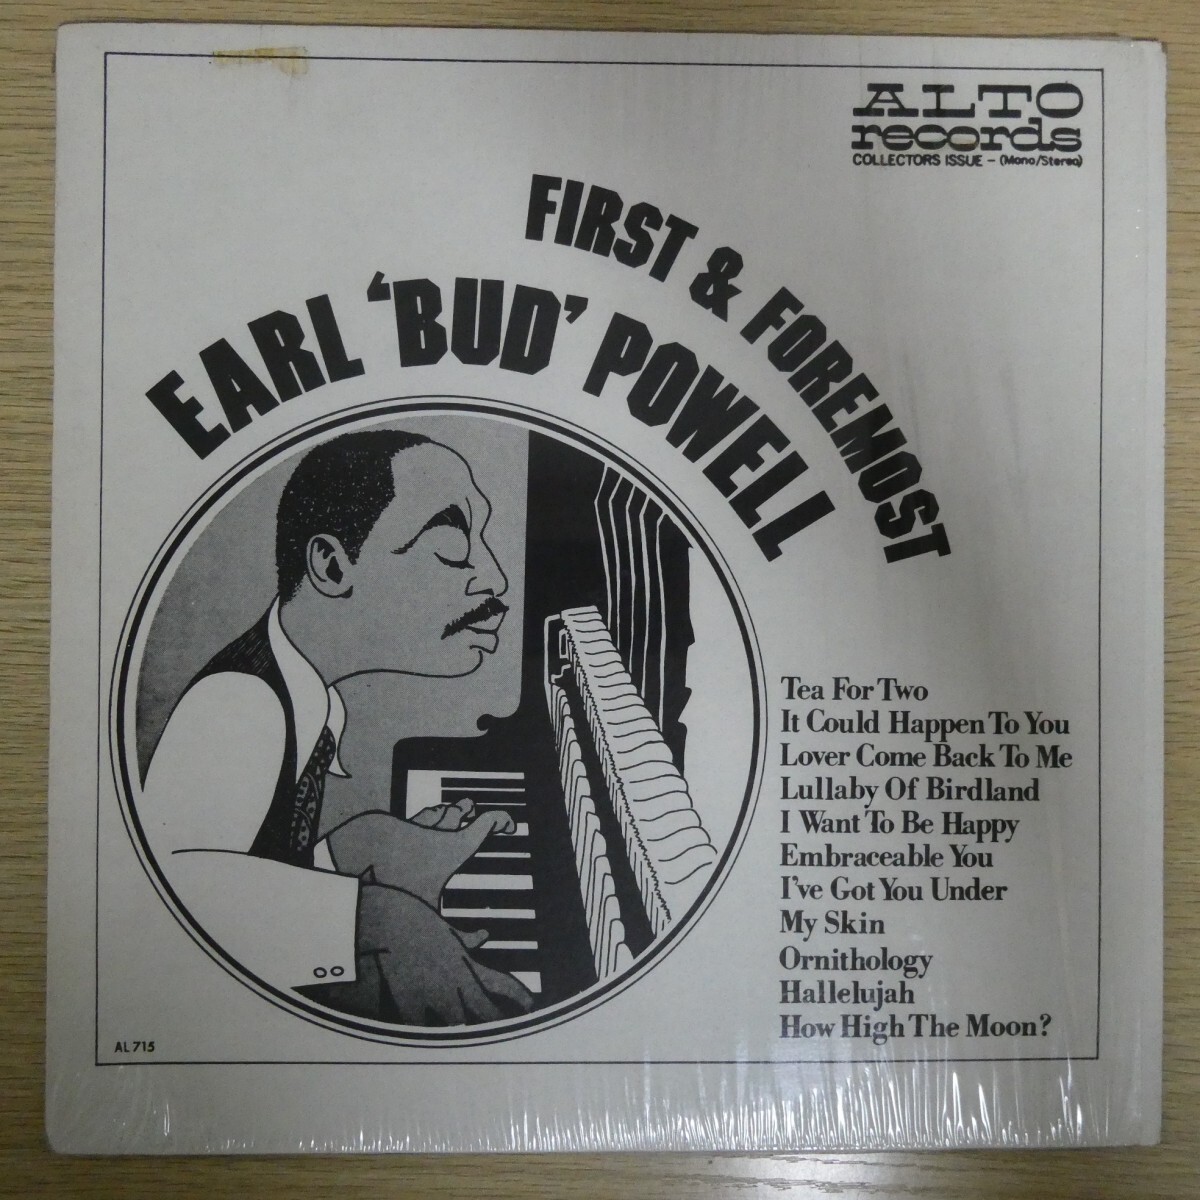 ALTO
records
COLLECTORS ISSUE - (Mono/Stereo)
FIRST & FOREMOST
EARL 'BUD' POWELL
Tea For Two
It Could Happen To You
Lover Come Back To Me
Lullaby Of Birdland
I Want To Be Happy
Embraceable You
I've Got You Under
My Skin
Ornithology
Hallelujah
How High The Moon?
AL 715